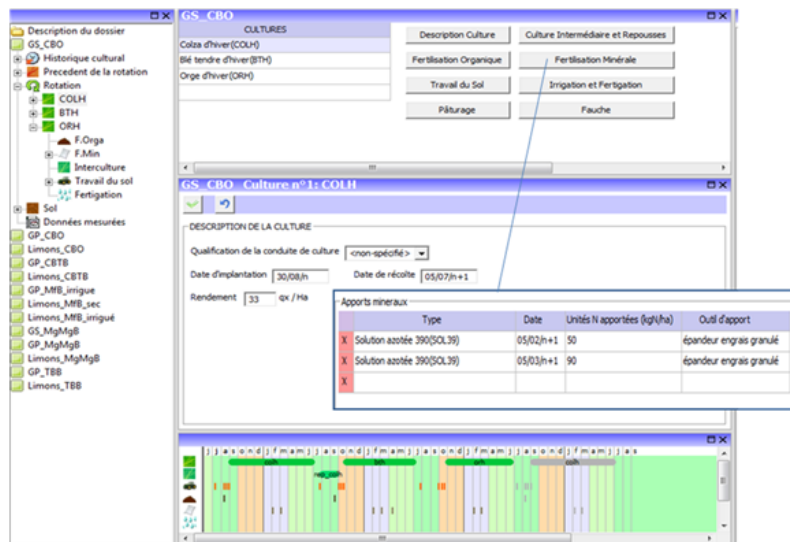 Description du dossier
GS_CBO
Historique cultural
Precedent de la rotation
Rotation
COLH
BTH
ORH
F.Orga
F.Min
Interculture
Travail du sol
Fertigation
Sol
Données mesurées
GP_CBO
Limons_CBO
GP_CBTB
Limons_CBTB
GP_MfB_irrigue
Limons_MfB_sec
Limons_MfB_irrigué
GS_MgMgB
GP_MgMgB
Limons_MgMgB
GP_TBB
Limons_TBB
GS_CBO
CULTURES
Colza d'hiver(COLH)
Blé tendre d'hiver(BTH)
Orge d'hiver(ORH)
Description Culture
Culture Intermédiaire et Repousses
Fertilisation Organique
Fertilisation Minérale
Travail du Sol
Irrigation et Fertigation
Pâturage
Fauche
GS_CBO Culture n°1: COLH
DESCRIPTION DE LA CULTURE
Qualification de la conduite de culture <non-spécifié>
Date d'implantation 30/08/n Date de récolte 05/07/n+1
Rendement 33 qx / Ha
Apports mineraux
Type Date Unités N apportées (kgN/ha) Outil d'apport
X Solution azotée 390(SOL39) 05/02/n+1 50 épandeur engrais granulé
X Solution azotée 390(SOL39) 05/03/n+1 90 épandeur engrais granulé
X
j j a s o n d j f m a m j j a s o n d j f m a m j j a s o n d j f m a m j j a s o n d j f m a m j j a s
colh bth orh colh
rep_colh